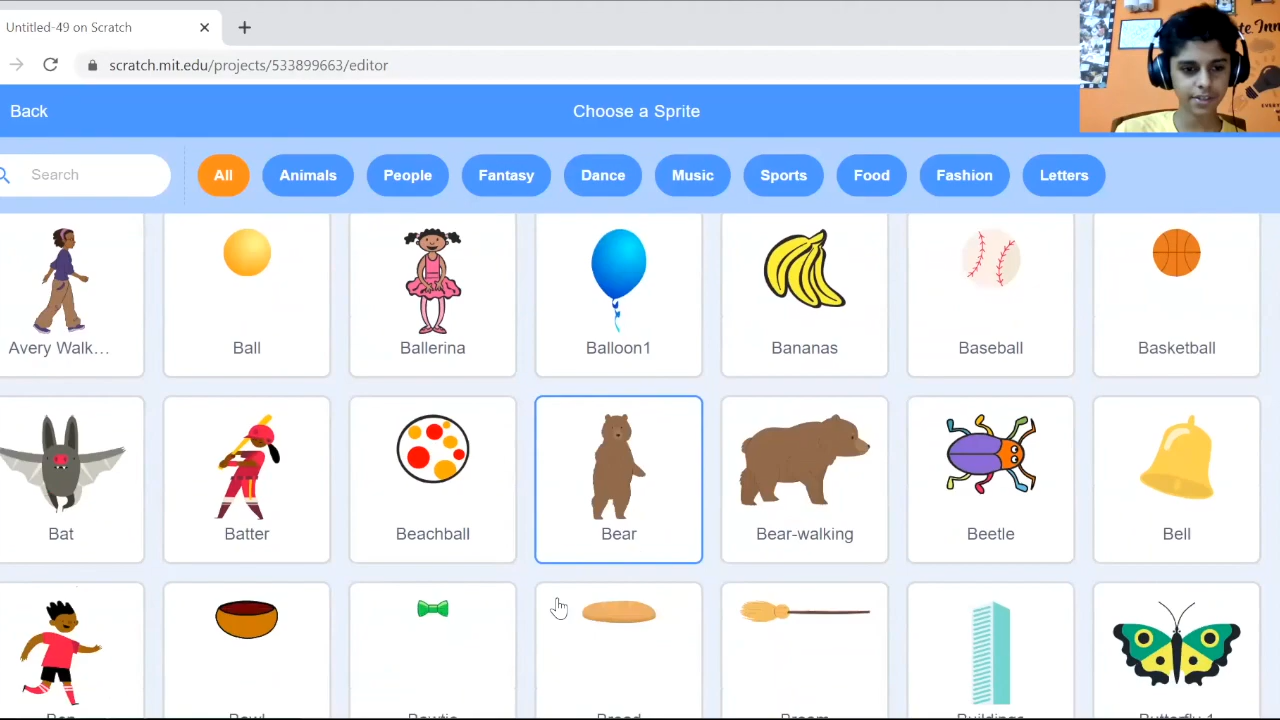 Untitled-49 on Scratch
scratch.mit.edu/projects/533899663/editor
Back
Choose a Sprite
Search
All
Animals
People
Fantasy
Dance
Music
Sports
Food
Fashion
Letters
Avery Walk...
Ball
Ballerina
Balloon1
Bananas
Baseball
Basketball
Bat
Batter
Beachball
Bear
Bear-walking
Beetle
Bell